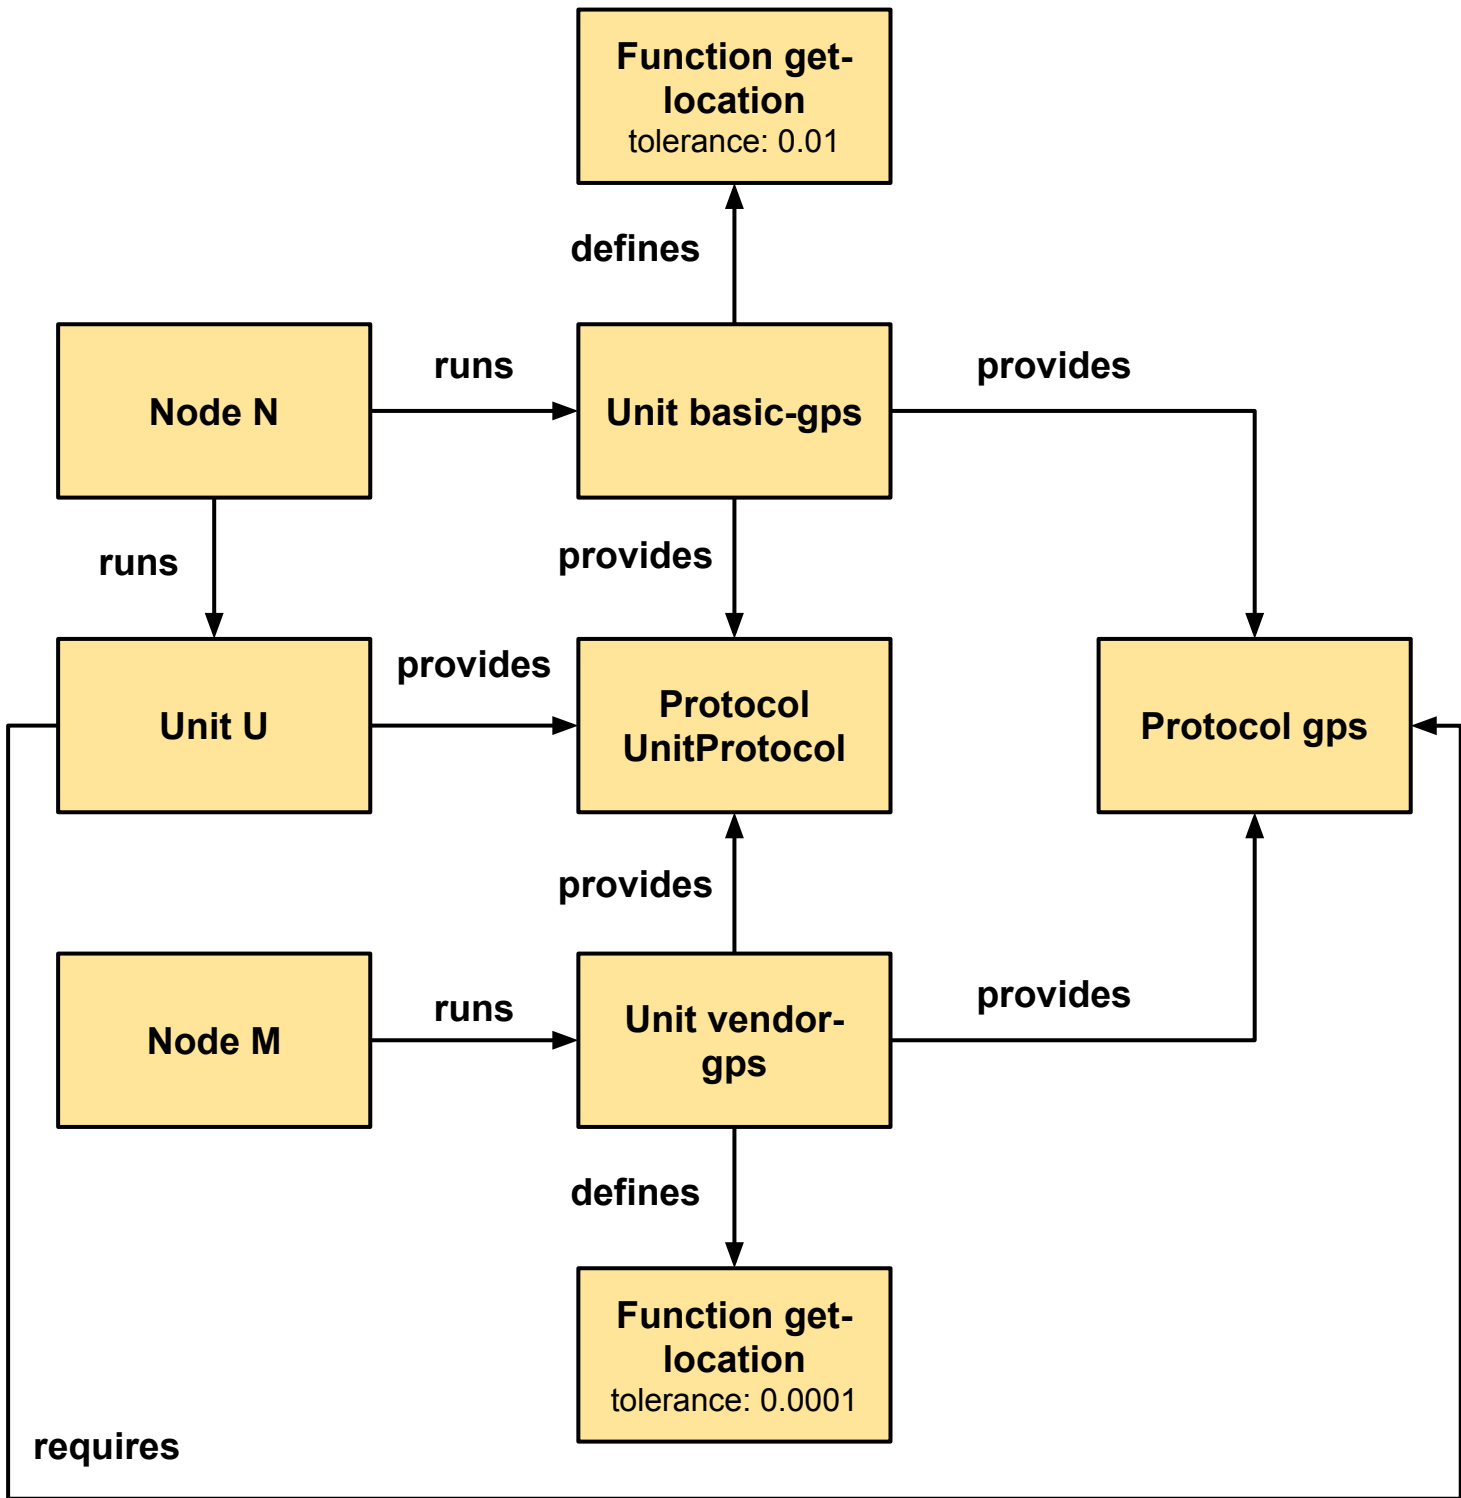 Function get-
location
tolerance: 0.01
defines
runs
provides
Node N
Unit basic-gps
runs
provides
provides
Unit U
Protocol
UnitProtocol
Protocol gps
provides
runs
provides
Node M
Unit vendor-
gps
defines
Function get-
location
tolerance: 0.0001
requires